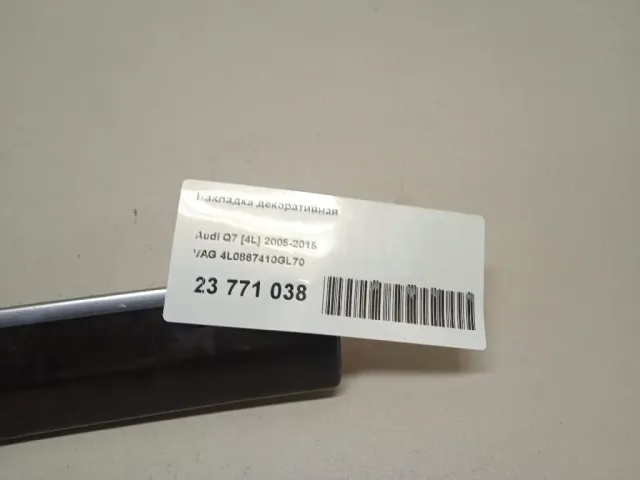 Накладка декоративная
Audi Q7 [4L] 2005-2015
VAG 4L0867410GL70
23 771 038